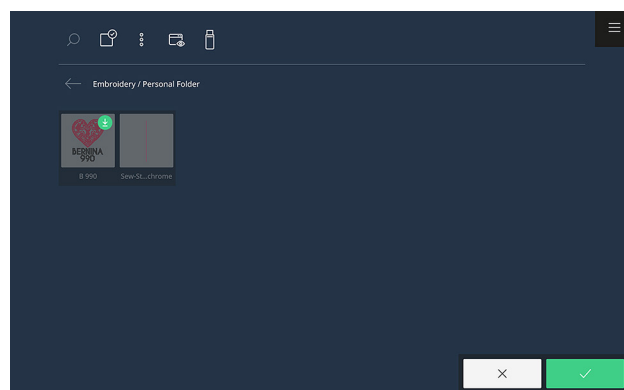 Embroidery / Personal Folder
BERNINA
990
B 990
Sew-St...chrome